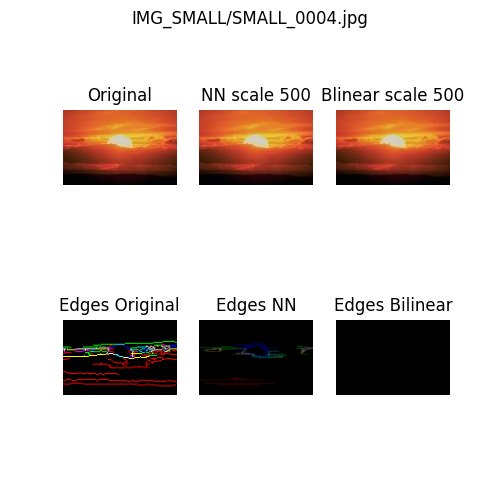 IMG_SMALL/SMALL_0004.jpg
Original
NN scale 500
Blinear scale 500
Edges Original
Edges NN
Edges Bilinear